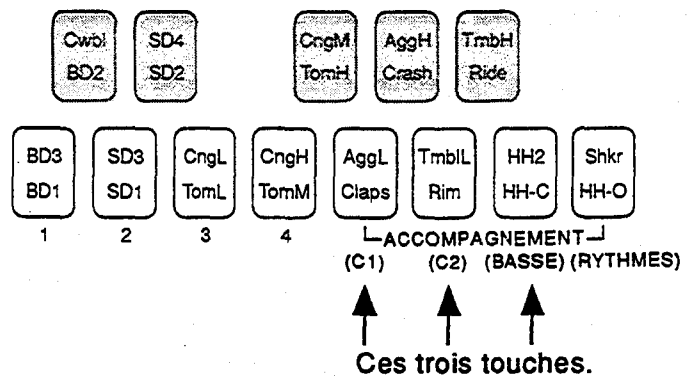 Cwbl SD4 CngM AggH TmbH
BD2 SD2 TomH Crash Ride
BD3 SD3 CngL CngH AggL TmblL HH2 Shkr
BD1 SD1 TomL TomM Claps Rim HH-C HH-O
1 2 3 4 ACCOMPAGNEMENT
(C1) (C2) (BASSE) (RYTHMES)
Ces trois touches.